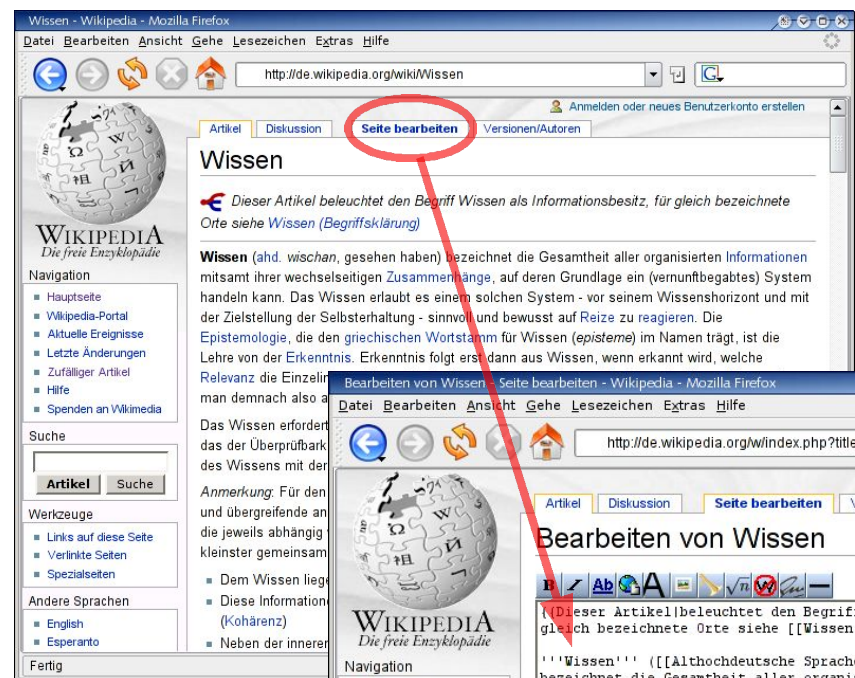 Wissen - Wikipedia - Mozilla Firefox
Datei Bearbeiten Ansicht Gehe Lesezeichen Extras Hilfe
http://de.wikipedia.org/wiki/Wissen
G
Anmelden oder neues Benutzerkonto erstellen
Artikel Diskussion Seite bearbeiten Versionen/Autoren
Wissen
Dieser Artikel beleuchtet den Begriff Wissen als Informationsbesitz, für gleich bezeichnete
Orte siehe Wissen (Begriffsklärung)
WIKIPEDIA
Die freie Enzyklopädie
Navigation
Hauptseite
Wikipedia-Portal
Aktuelle Ereignisse
Letzte Änderungen
Zufälliger Artikel
Hilfe
Spenden an Wikimedia
Suche
Artikel Suche
Werkzeuge
Links auf diese Seite
Verlinkte Seiten
Spezialseiten
Andere Sprachen
English
Esperanto
Fertig
Wissen (ahd. wischan, gesehen haben) bezeichnet die Gesamtheit aller organisierten Informationen
mitsamt ihrer wechselseitigen Zusammenhänge, auf deren Grundlage ein (vernunftbegabtes) System
handeln kann. Das Wissen erlaubt es einem solchen System - vor seinem Wissenshorizont und mit
der Zielstellung der Selbsterhaltung - sinnvoll und bewusst auf Reize zu reagieren. Die
Epistemologie, die den griechischen Wortstamm für Wissen (episteme) im Namen trägt, ist die
Lehre von der Erkenntnis. Erkenntnis folgt erst dann aus Wissen, wenn erkannt wird, welche
Relevanz die Einzelin
man demnach also a
Das Wissen erfordert
das der Überprüfbark
des Wissens mit der
Anmerkung: Für den
und übergreifende an
die jeweils abhängig
kleinster gemeinsam
Dem Wissen liege
Diese Information
(Kohärenz)
Neben der innerer
Bearbeiten von Wissen - Seite bearbeiten - Wikipedia - Mozilla Firefox
Datei Bearbeiten Ansicht Gehe Lesezeichen Extras Hilfe
http://de.wikipedia.org/w/index.php?title
Artikel Diskussion Seite bearbeiten
Bearbeiten von Wissen
B I Ab A √n W
{{Dieser Artikel|beleuchtet den Begriff
gleich bezeichnete Orte siehe [[Wissen
'''Wissen''' ([[Althochdeutsche Sprache
bezeichnet die Gesamtheit aller organis
WIKIPEDIA
Die freie Enzyklopädie
Navigation